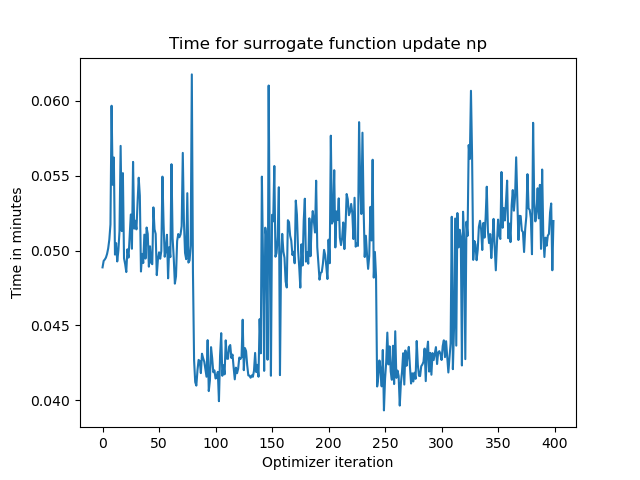 Time for surrogate function update np
0.060
0.055
0.050
0.045
0.040
Time in minutes
0 50 100 150 200 250 300 350 400
Optimizer iteration